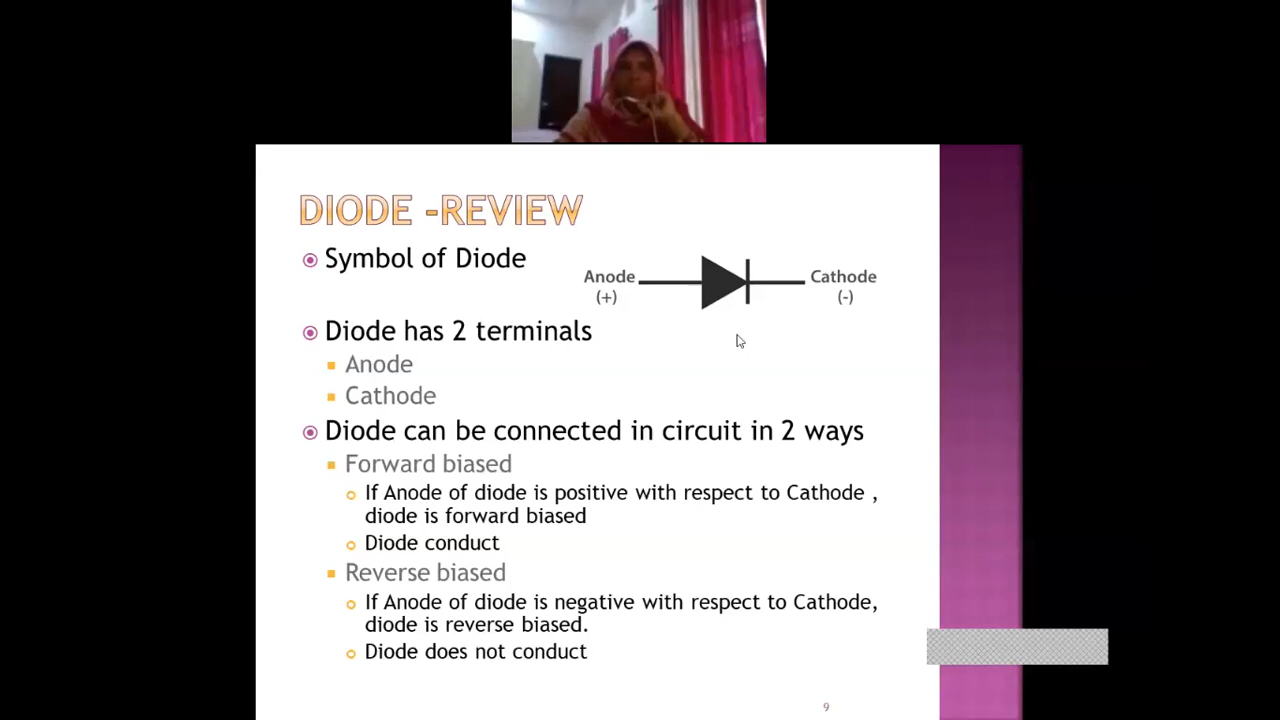 DIODE -REVIEW
Symbol of Diode
Anode
(+)
Cathode
(-)
Diode has 2 terminals
Anode
Cathode
Diode can be connected in circuit in 2 ways
Forward biased
If Anode of diode is positive with respect to Cathode ,
diode is forward biased
Diode conduct
Reverse biased
If Anode of diode is negative with respect to Cathode,
diode is reverse biased.
Diode does not conduct
9